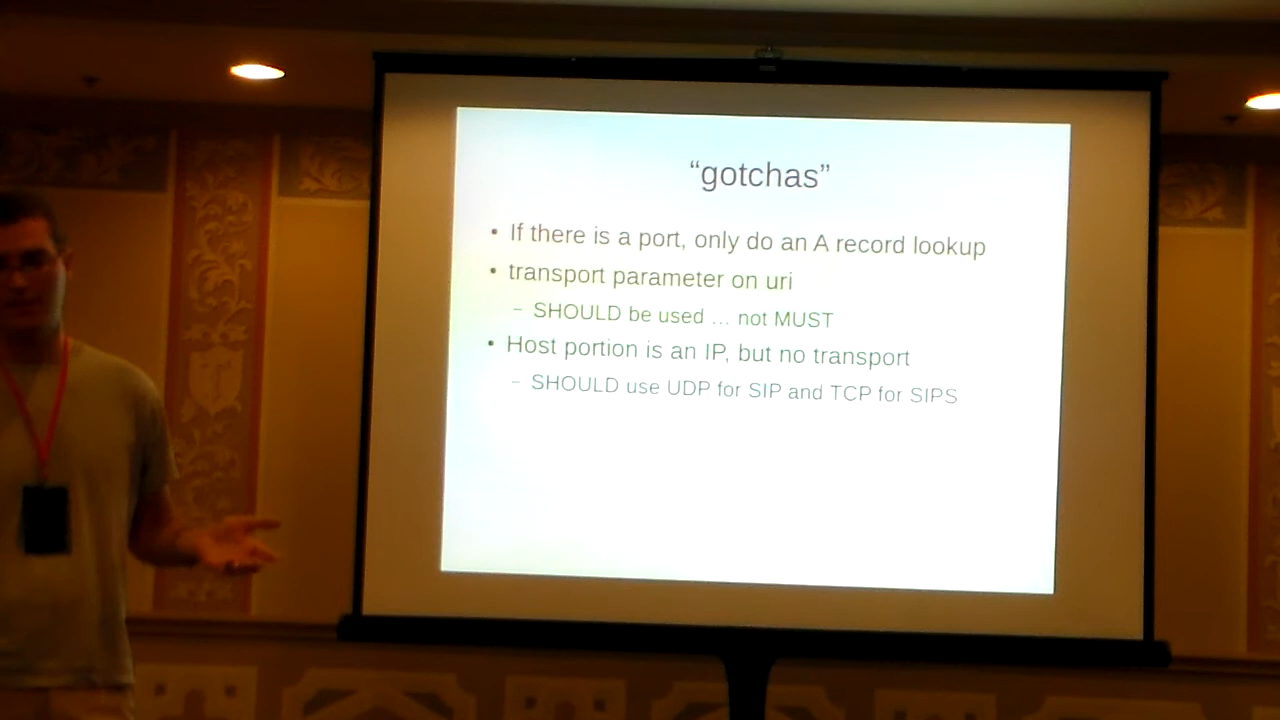 “gotchas”
• If there is a port, only do an A record lookup
• transport parameter on uri
– SHOULD be used ... not MUST
• Host portion is an IP, but no transport
– SHOULD use UDP for SIP and TCP for SIPS